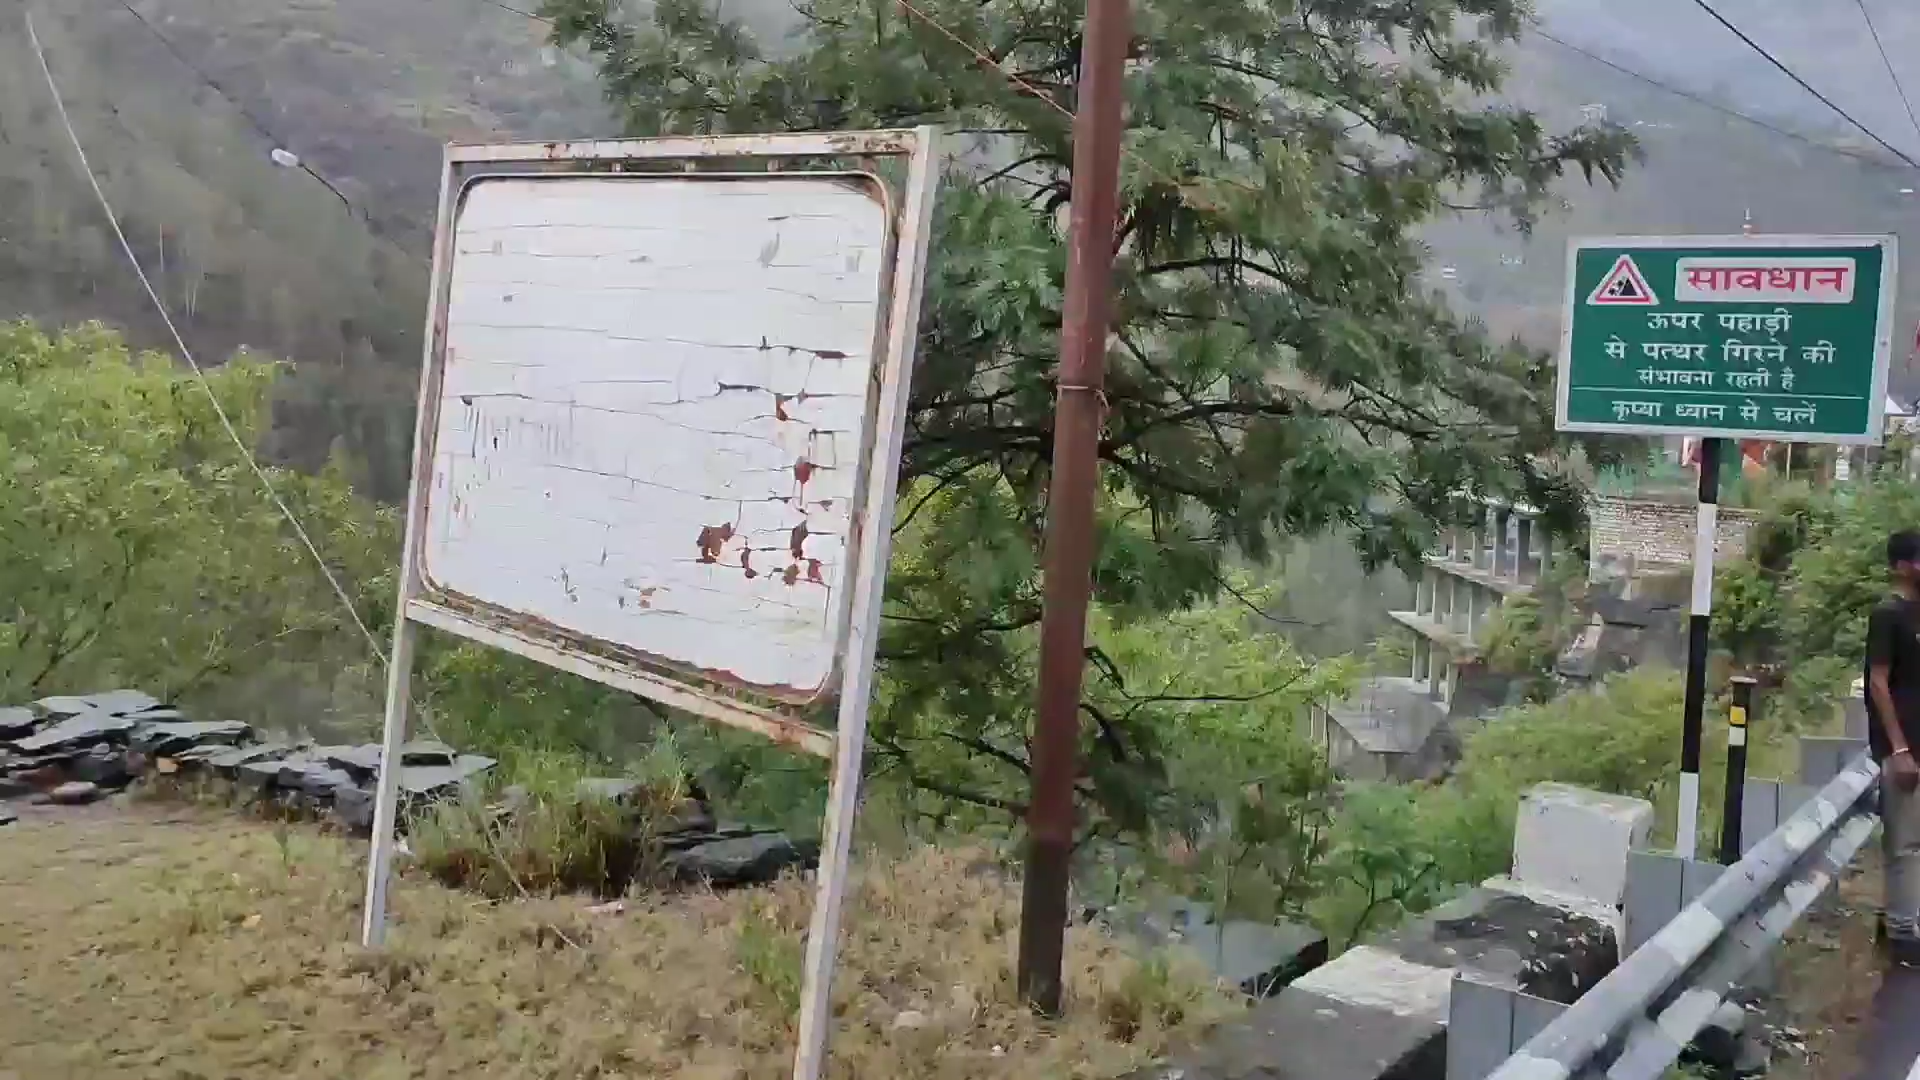 सावधान
ऊपर पहाड़ी
से पत्थर गिरने की
संभावना रहती है
कृप्या ध्यान से चलें